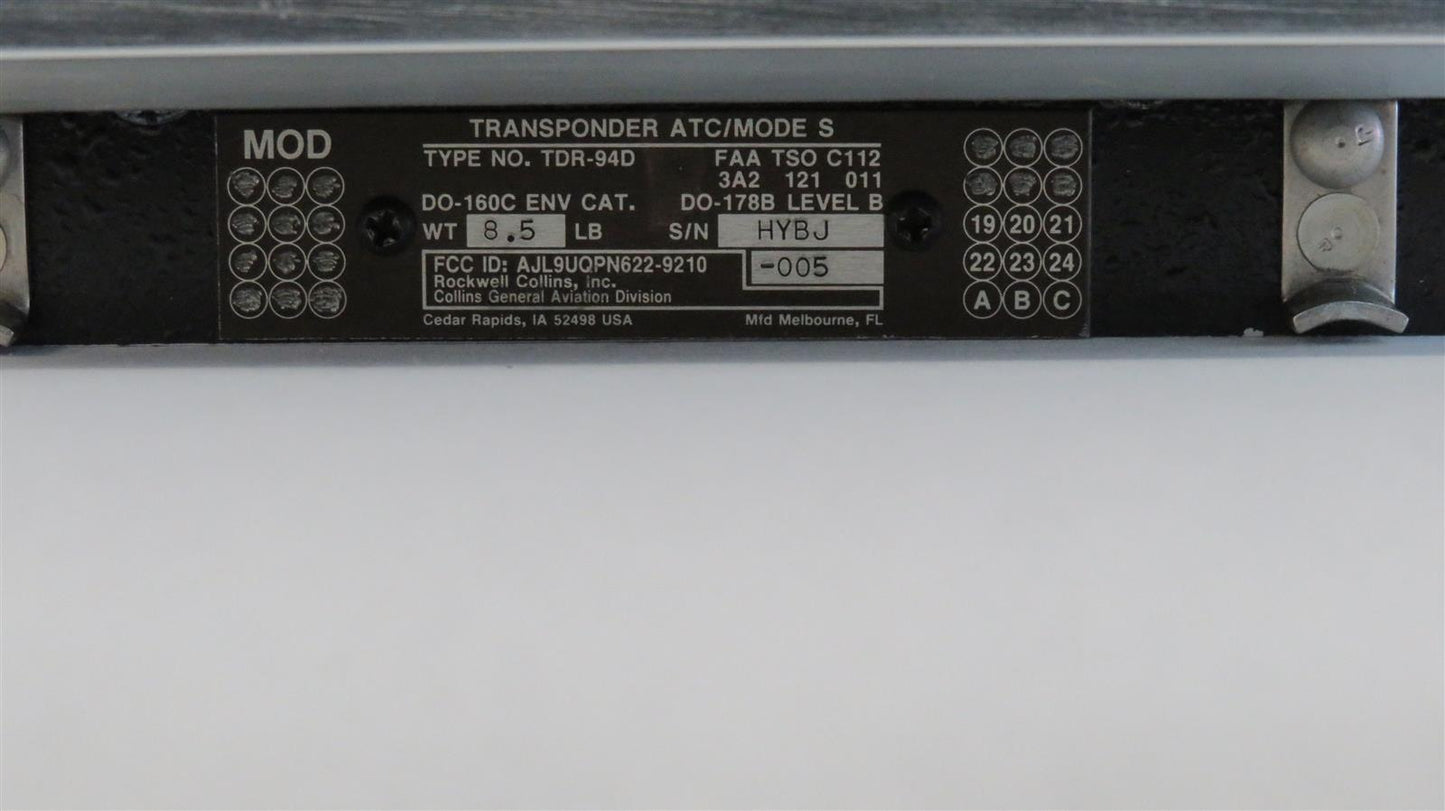 MOD
TRANSPONDER ATC/MODE S
TYPE NO. TDR-94D FAA TSO C112
3A2 121 011
DO-160C ENV CAT. DO-178B LEVEL B
WT 8.5 LB S/N HYBJ
FCC ID: AJL9UQPN622-9210 -005
Rockwell Collins, Inc.
Collins General Aviation Division
Cedar Rapids, IA 52498 USA Mfd Melbourne, FL
19 20 21
22 23 24
A B C